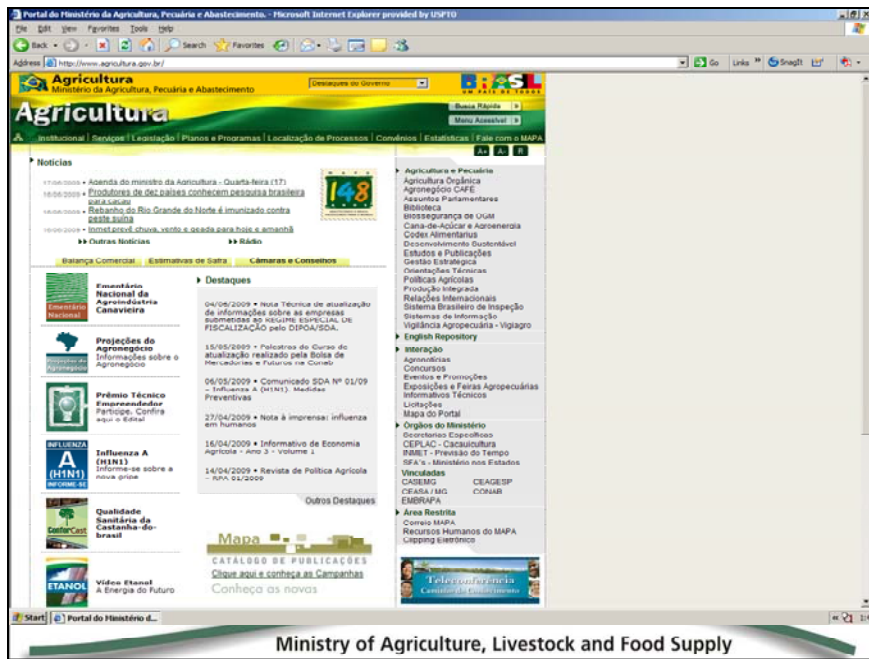 Portal do Ministério da Agricultura, Pecuária e Abastecimento. - Microsoft Internet Explorer provided by USPTO
File Edit View Favorites Tools Help
Back Search Favorites
Address http://www.agricultura.gov.br/ Go Links » SnagIt
Agricultura
Ministério da Agricultura, Pecuária e Abastecimento
Destaques do Governo
BRASIL
UM PAÍS DE TODOS
Agricultura
Busca Rápida
Menu Acessível
Institucional | Serviços | Legislação | Planos e Programas | Localização de Processos | Convênios | Estatísticas | Fale com o MAPA
A+ A- R
Notícias
17/06/2009 • Agenda do ministro da Agricultura - Quarta-feira (17)
16/06/2009 • Produtores de dez países conhecem pesquisa brasileira
para cacau
16/06/2009 • Rebanho do Rio Grande do Norte é imunizado contra
peste suína
16/06/2009 • Inmet prevê chuva, vento e geada para hoje e amanhã
Outras Notícias Rádio
MAPA
148
Balança Comercial Estimativas de Safra Câmaras e Conselhos
Ementário
Nacional
Ementário
Nacional da
Agroindústria
Canavieira
Projeções do
Agronegócio
Projeções do
Agronegócio
Informações sobre o
Agronegócio
Prêmio Técnico
Empreendedor
Participe. Confira
aqui o Edital
INFLUENZA
A
(H1N1)
INFORME-SE
Influenza A
(H1N1)
Informe-se sobre a
nova gripe
ConforCast
Qualidade
Sanitária da
Castanha-do-
brasil
ETANOL
Vídeo Etanol
A Energia do Futuro
Destaques
04/06/2009 • Nota Técnica de atualização
de informações sobre as empresas
submetidas ao REGIME ESPECIAL DE
FISCALIZAÇÃO pelo DIPOA/SDA.
15/05/2009 • Palestras do Curso de
atualização realizado pela Bolsa de
Mercadorias e Futuros na Conab
06/05/2009 • Comunicado SDA Nº 01/09
– Influenza A (H1N1). Medidas
Preventivas
27/04/2009 • Nota à imprensa: influenza
em humanos
16/04/2009 • Informativo de Economia
Agrícola - Ano 3 - Volume 1
14/04/2009 • Revista de Política Agrícola
– RPA 01/2009
Outros Destaques
Mapa
CATÁLOGO DE PUBLICAÇÕES
Clique aqui e conheça as Campanhas
Conheça as novas
Agricultura e Pecuária
Agricultura Orgânica
Agronegócio CAFÉ
Assuntos Parlamentares
Biblioteca
Biossegurança de OGM
Cana-de-Açúcar e Agroenergia
Codex Alimentarius
Desenvolvimento Sustentável
Estudos e Publicações
Gestão Estratégica
Orientações Técnicas
Políticas Agrícolas
Produção Integrada
Relações Internacionais
Sistema Brasileiro de Inspeção
Sistemas de Informação
Vigilância Agropecuária - Vigiagro
English Repository
Interação
Agronotícias
Concursos
Eventos e Promoções
Exposições e Feiras Agropecuárias
Informativos Técnicos
Licitações
Mapa do Portal
Órgãos do Ministério
Secretarias Específicas
CEPLAC - Cacauicultura
INMET - Previsão do Tempo
SFA's - Ministério nos Estados
Vinculadas
CASEMG CEAGESP
CEASA / MG CONAB
EMBRAPA
Área Restrita
Correio MAPA
Recursos Humanos do MAPA
Clipping Eletrônico
Teleconferência
Caminhos do Conhecimento
Start Portal do Ministério d...
Ministry of Agriculture, Livestock and Food Supply